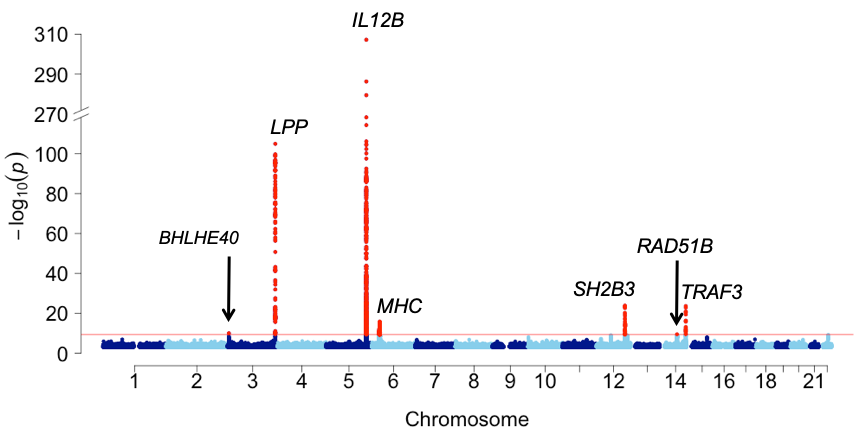 IL12B
310
290
270
LPP
100
80
BHLHE40
RAD51B
60
40
SH2B3
TRAF3
MHC
20
0
−log10(p)
1 2 3 4 5 6 7 8 9 10 12 14 16 18 21
Chromosome